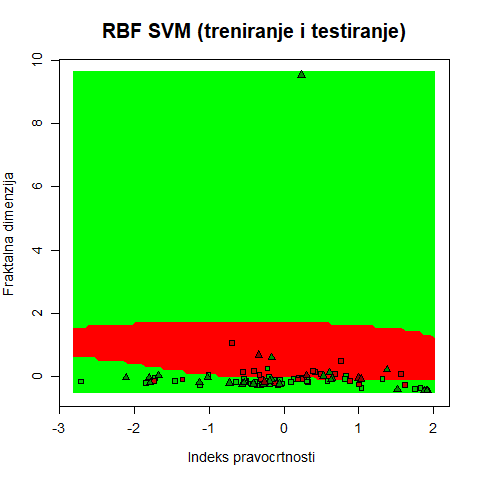 RBF SVM (treniranje i testiranje)
Fraktalna dimenzija
10
8
6
4
2
0
-3 -2 -1 0 1 2
Indeks pravocrtnosti